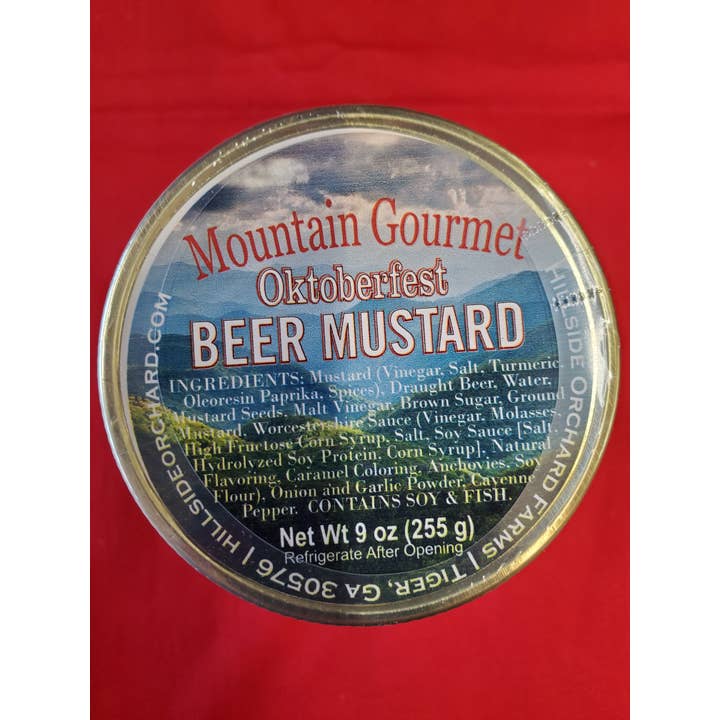 Mountain Gourmet
Oktoberfest
BEER MUSTARD
INGREDIENTS: Mustard (Vinegar, Salt, Turmeric,
Oleoresin Paprika, Spices), Draught Beer, Water,
Mustard Seeds, Malt Vinegar, Brown Sugar, Ground
Mustard, Worcestershire Sauce (Vinegar, Molasses,
High Fructose Corn Syrup, Salt, Soy Sauce [Salt,
Hydrolyzed Soy Protein, Corn Syrup], Natural
Flavoring, Caramel Coloring, Anchovies, Soy
Flour), Onion and Garlic Powder, Cayenne
Pepper. CONTAINS SOY & FISH.
Net Wt 9 oz (255 g)
Refrigerate After Opening
HILLSIDE ORCHARD FARMS | TIGER, GA 30576 | HILLSIDEORCHARD.COM